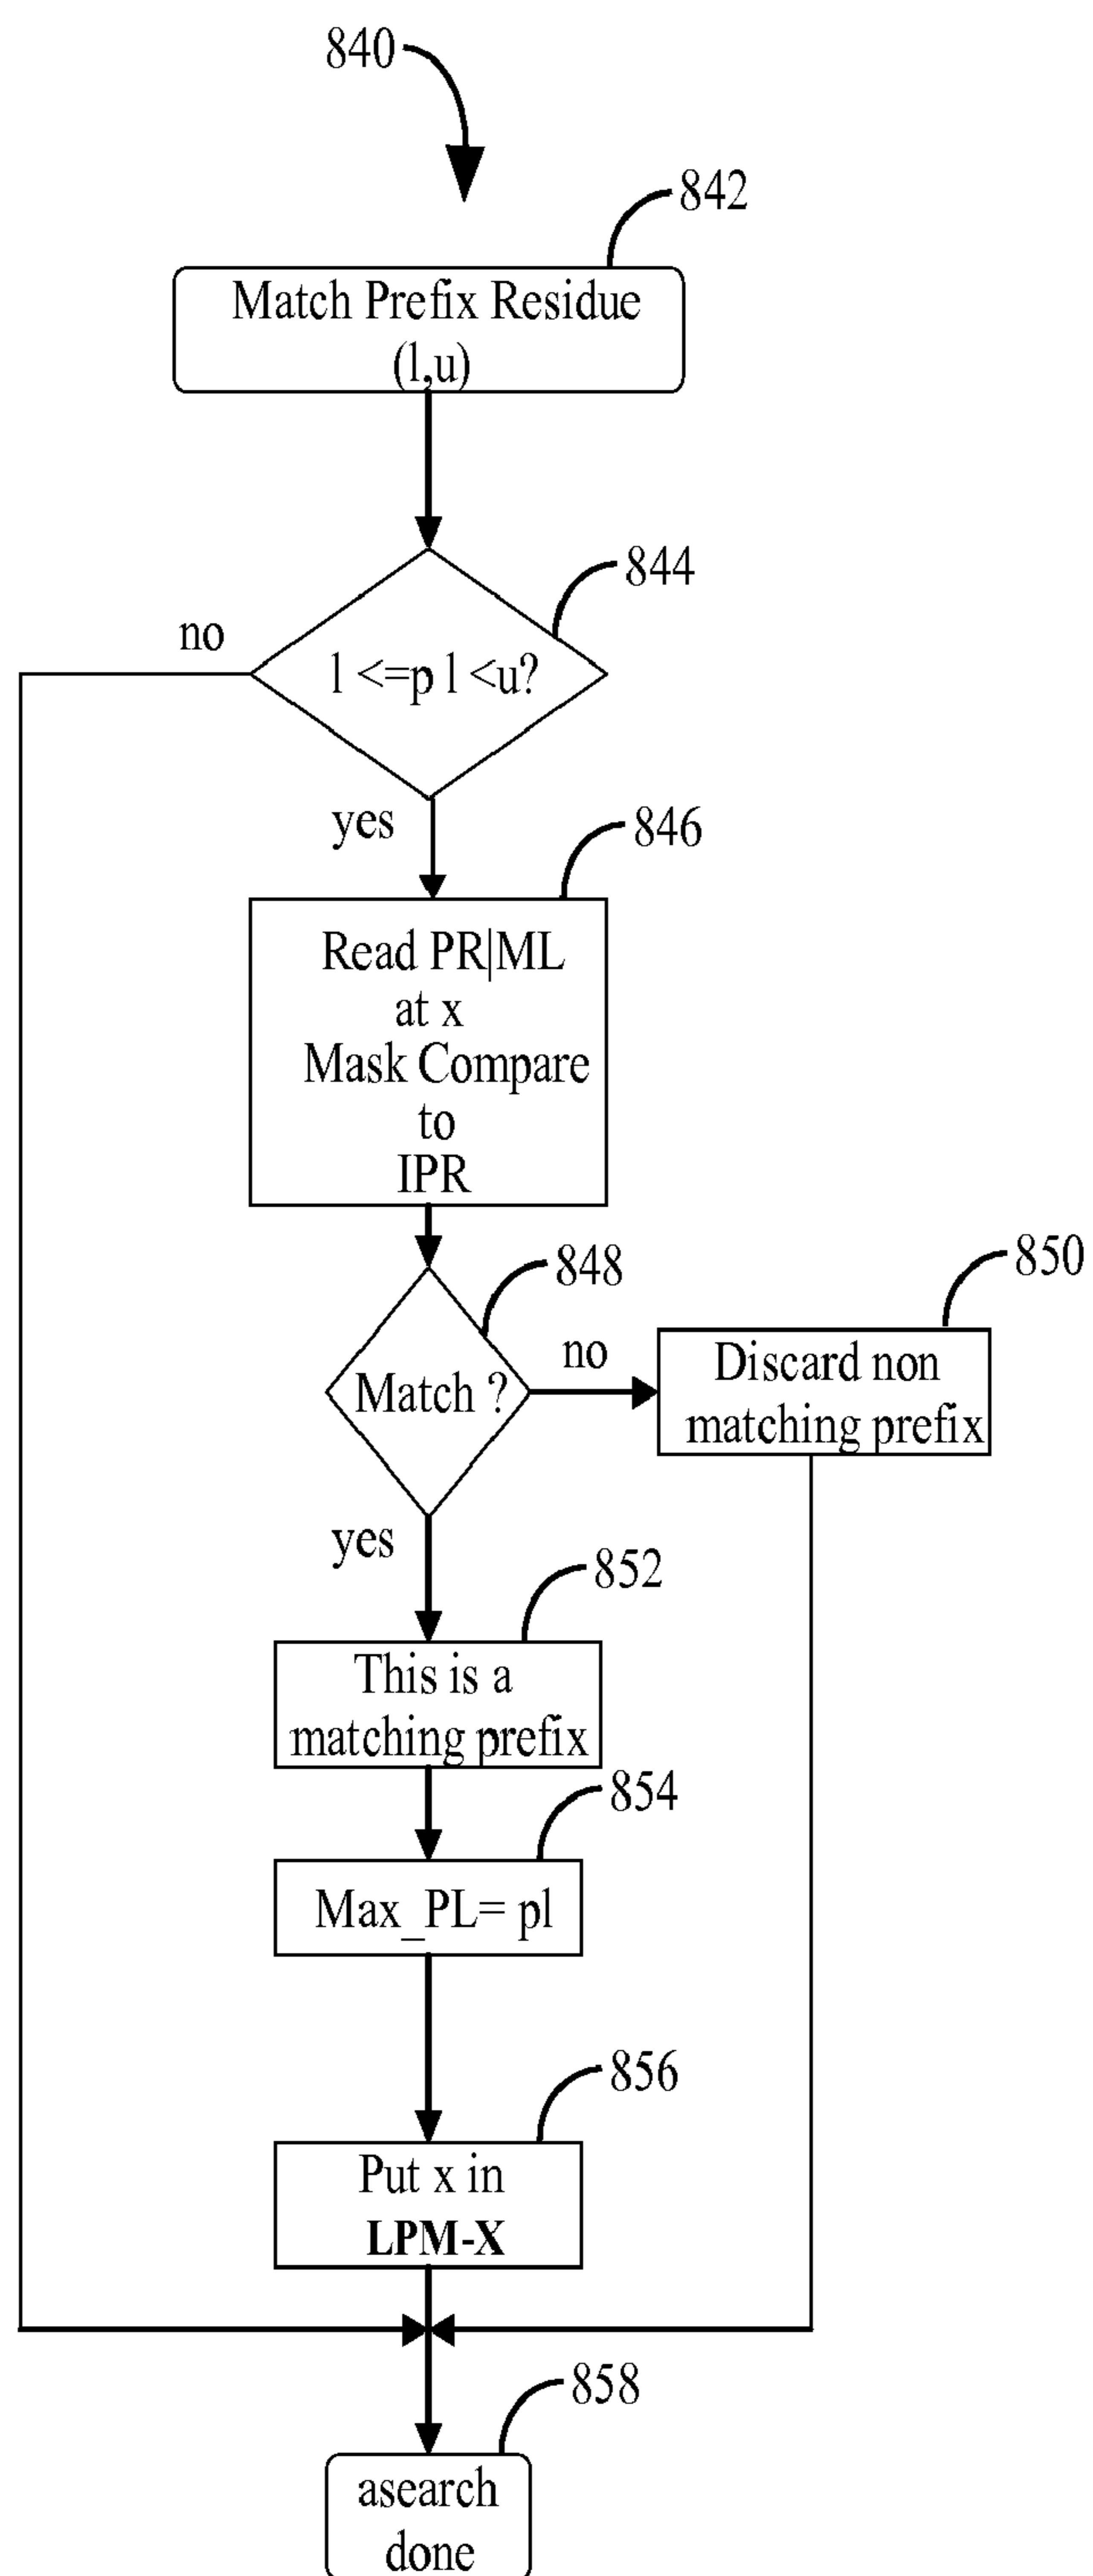 840
842
Match Prefix Residue
(l,u)
844
no
l <=p l <u?
yes
846
Read PR|ML
at x
Mask Compare
to
IPR
848
850
Match ?
no
Discard non
matching prefix
yes
852
This is a
matching prefix
854
Max_PL= pl
856
Put x in
LPM-X
858
asearch
done